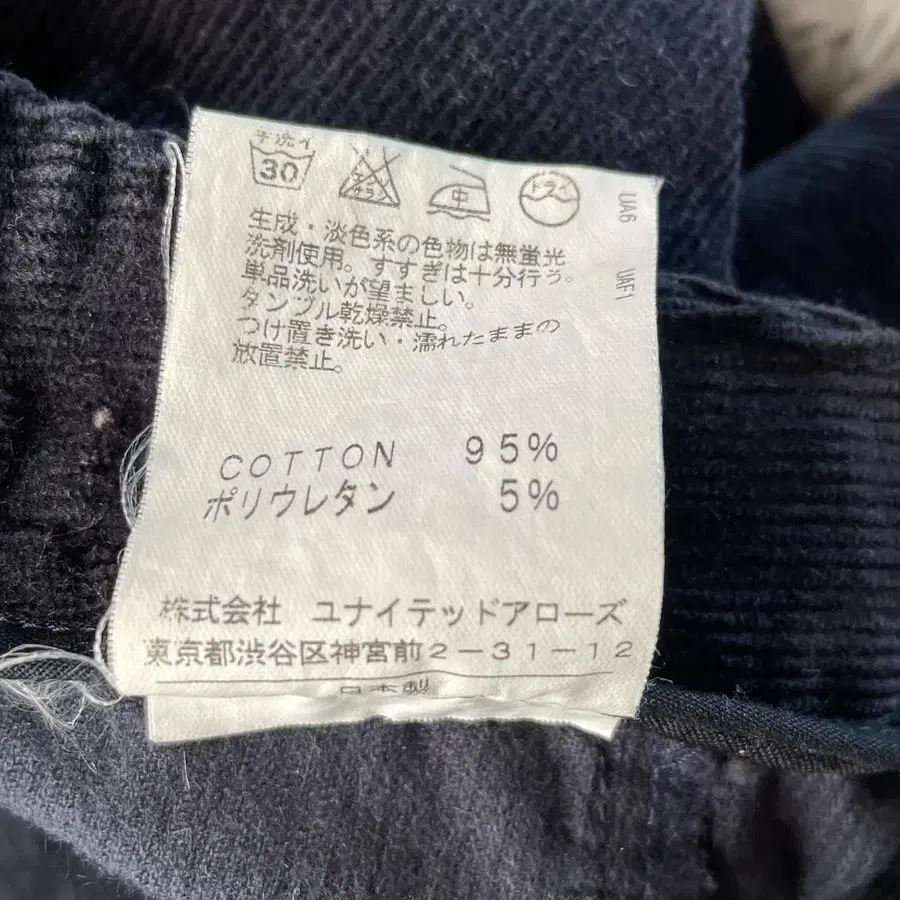 手洗イ
30
エンソ
サラシ
中
ドライ
UA6
UAF1
生成・淡色系の色物は無蛍光
洗剤使用。すすぎは十分行う。
単品洗いが望ましい。
タンブル乾燥禁止。
つけ置き洗い・濡れたままの
放置禁止。
COTTON 95%
ポリウレタン 5%
株式会社 ユナイテッドアローズ
東京都渋谷区神宮前2－31－12
日本製